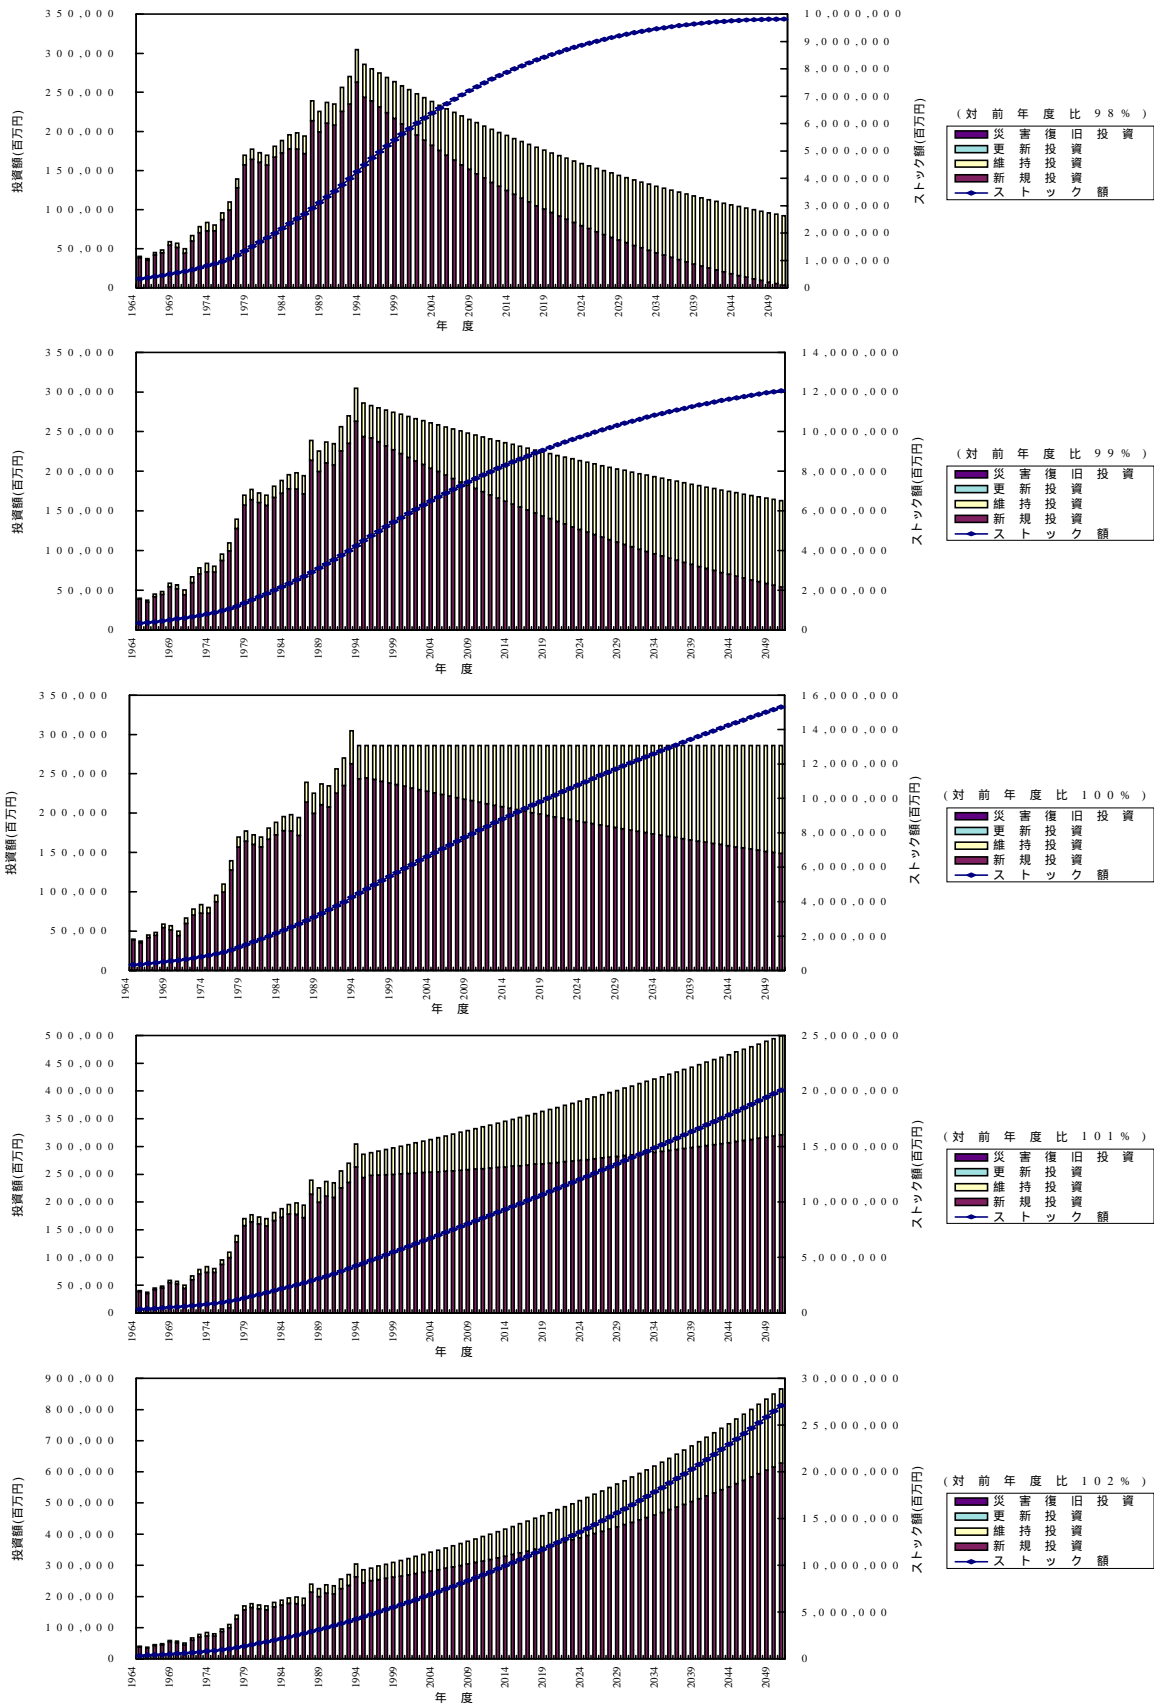 350,000
300,000
250,000
200,000
150,000
100,000
50,000
0
投資額(百万円)
10,000,000
9,000,000
8,000,000
7,000,000
6,000,000
5,000,000
4,000,000
3,000,000
2,000,000
1,000,000
0
ストック額(百万円)
1964 1969 1974 1979 1984 1989 1994 1999 2004 2009 2014 2019 2024 2029 2034 2039 2044 2049
年 度
(対 前 年 度 比 98%)
災 害 復 旧 投 資
更 新 投 資
維 持 投 資
新 規 投 資
ス ト ッ ク 額
350,000
300,000
250,000
200,000
150,000
100,000
50,000
0
投資額(百万円)
14,000,000
12,000,000
10,000,000
8,000,000
6,000,000
4,000,000
2,000,000
0
ストック額(百万円)
1964 1969 1974 1979 1984 1989 1994 1999 2004 2009 2014 2019 2024 2029 2034 2039 2044 2049
年 度
(対 前 年 度 比 99%)
災 害 復 旧 投 資
更 新 投 資
維 持 投 資
新 規 投 資
ス ト ッ ク 額
350,000
300,000
250,000
200,000
150,000
100,000
50,000
0
投資額(百万円)
16,000,000
14,000,000
12,000,000
10,000,000
8,000,000
6,000,000
4,000,000
2,000,000
0
ストック額(百万円)
1964 1969 1974 1979 1984 1989 1994 1999 2004 2009 2014 2019 2024 2029 2034 2039 2044 2049
年 度
(対 前 年 度 比 100%)
災 害 復 旧 投 資
更 新 投 資
維 持 投 資
新 規 投 資
ス ト ッ ク 額
500,000
450,000
400,000
350,000
300,000
250,000
200,000
150,000
100,000
50,000
0
投資額(百万円)
25,000,000
20,000,000
15,000,000
10,000,000
5,000,000
0
ストック額(百万円)
1964 1969 1974 1979 1984 1989 1994 1999 2004 2009 2014 2019 2024 2029 2034 2039 2044 2049
年 度
(対 前 年 度 比 101%)
災 害 復 旧 投 資
更 新 投 資
維 持 投 資
新 規 投 資
ス ト ッ ク 額
900,000
800,000
700,000
600,000
500,000
400,000
300,000
200,000
100,000
0
投資額(百万円)
30,000,000
25,000,000
20,000,000
15,000,000
10,000,000
5,000,000
0
ストック額(百万円)
1964 1969 1974 1979 1984 1989 1994 1999 2004 2009 2014 2019 2024 2029 2034 2039 2044 2049
年 度
(対 前 年 度 比 102%)
災 害 復 旧 投 資
更 新 投 資
維 持 投 資
新 規 投 資
ス ト ッ ク 額